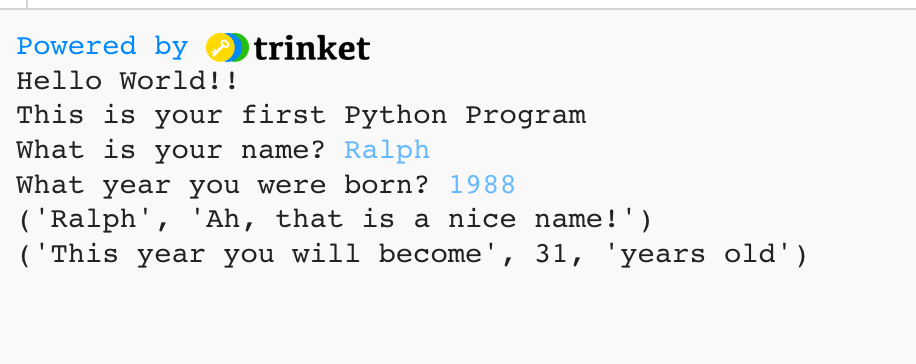 Powered by trinket
Hello World!!
This is your first Python Program
What is your name? Ralph
What year you were born? 1988
('Ralph', 'Ah, that is a nice name!')
('This year you will become', 31, 'years old')